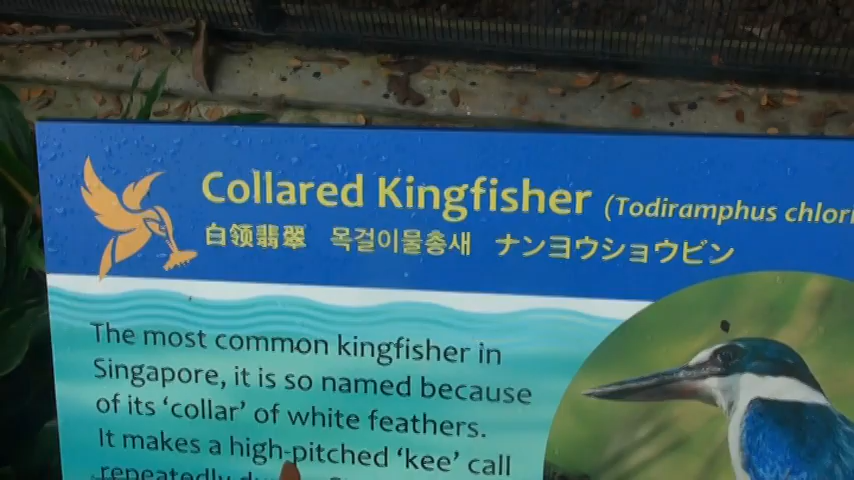 Collared Kingfisher (Todiramphus
白领翡翠 목걸이물총새 ナンヨウショウビン
The most common kingfisher in
Singapore, it is so named because
of its ‘collar’ of white feathers.
It makes a high-pitched ‘kee’ call
repeatedly